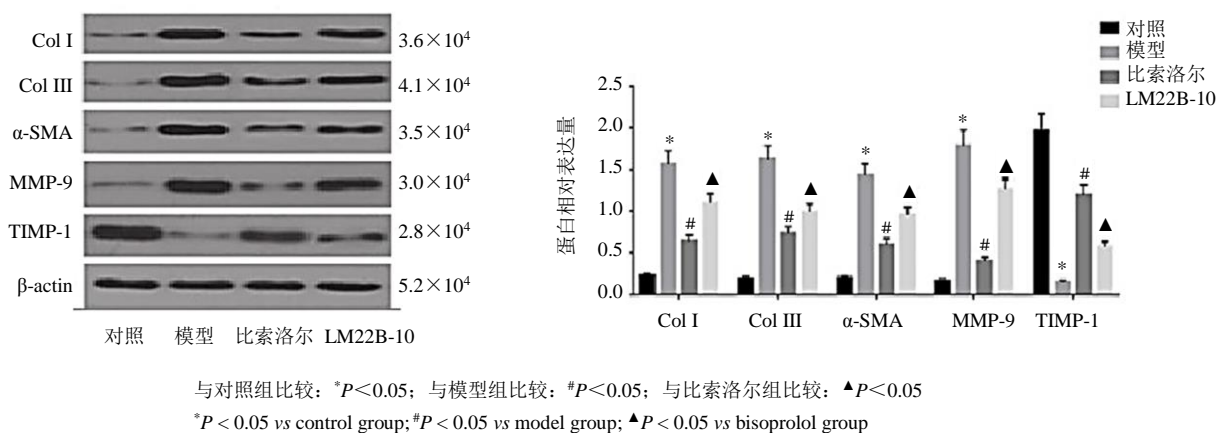 Col I
3.6×10⁴
Col III
4.1×10⁴
α-SMA
3.5×10⁴
MMP-9
3.0×10⁴
TIMP-1
2.8×10⁴
β-actin
5.2×10⁴
对照 模型 比索洛尔 LM22B-10
对照
模型
比索洛尔
LM22B-10
蛋白相对表达量
2.5
2.0
1.5
1.0
0.5
0.0
* # ▲
* # ▲
* # ▲
* # ▲
* # ▲
Col I Col III α-SMA MMP-9 TIMP-1
与对照组比较：*P<0.05；与模型组比较：#P<0.05；与比索洛尔组比较：▲P<0.05
*P < 0.05 vs control group; #P < 0.05 vs model group; ▲P < 0.05 vs bisoprolol group